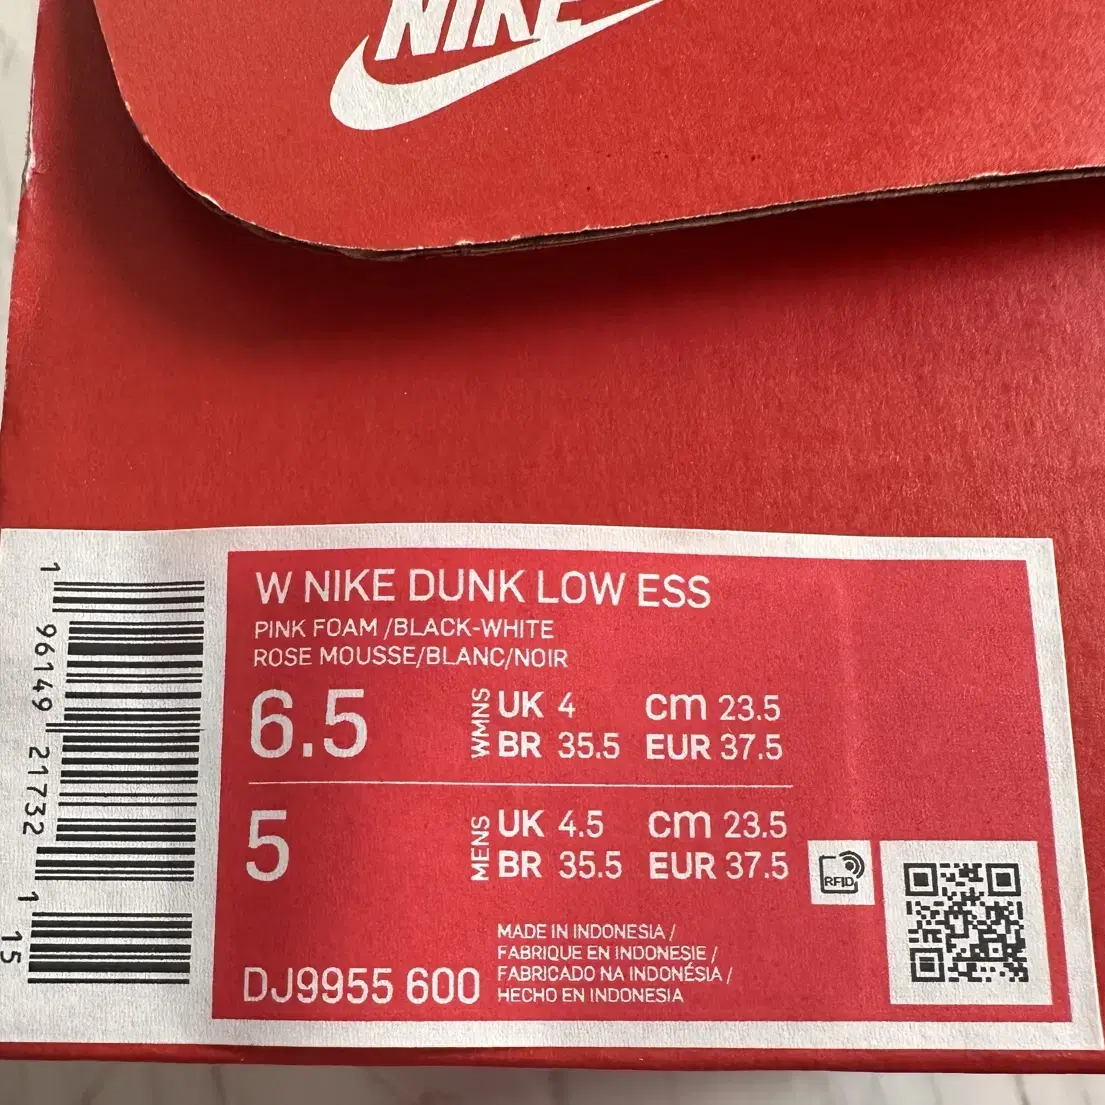 NIKE
W NIKE DUNK LOW ESS
PINK FOAM /BLACK-WHITE
ROSE MOUSSE/BLANC/NOIR
6.5 WMNS UK 4 cm 23.5
BR 35.5 EUR 37.5
5 MENS UK 4.5 cm 23.5
BR 35.5 EUR 37.5
RFID
MADE IN INDONESIA /
FABRIQUE EN INDONESIE /
FABRICADO NA INDONÉSIA /
HECHO EN INDONESIA
DJ9955 600
1 96149 21732 1 15